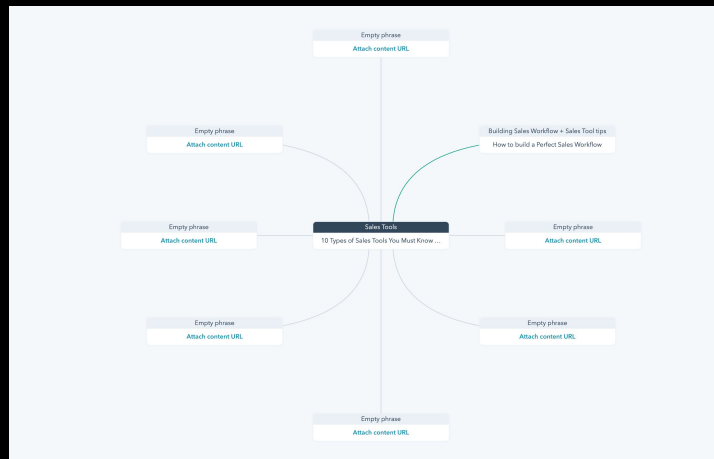 Empty phrase
Attach content URL
Empty phrase
Attach content URL
Building Sales Workflow + Sales Tool tips
How to build a Perfect Sales Workflow
Empty phrase
Attach content URL
Sales Tools
10 Types of Sales Tools You Must Know ...
Empty phrase
Attach content URL
Empty phrase
Attach content URL
Empty phrase
Attach content URL
Empty phrase
Attach content URL